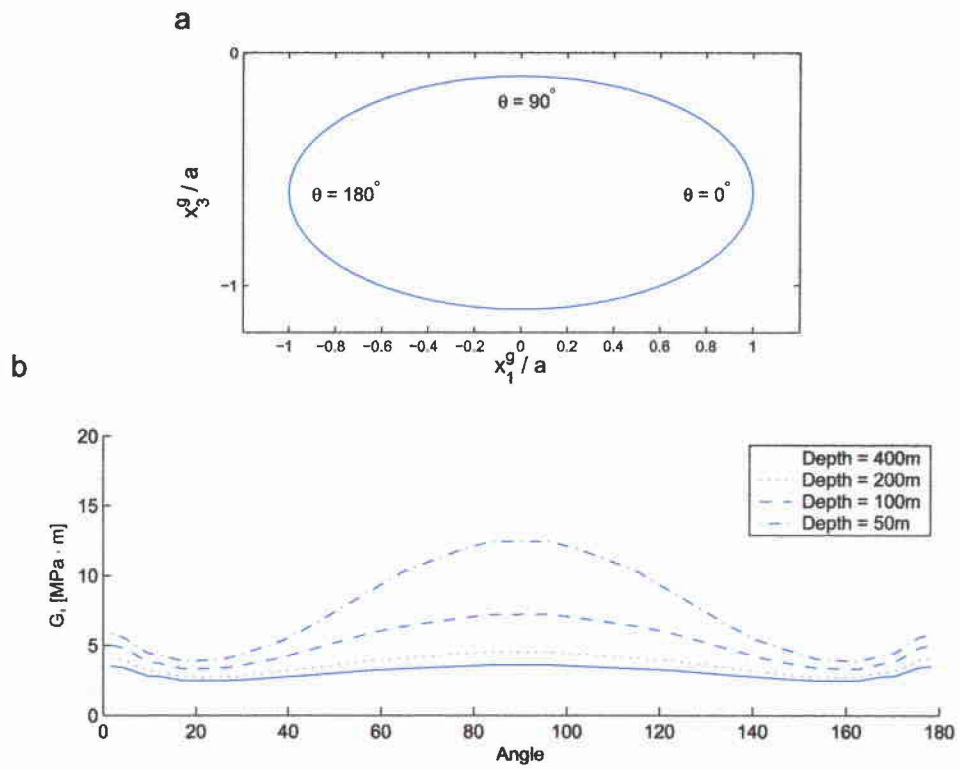 a
0
θ = 90°
x₃ᵍ / a
θ = 180°
θ = 0°
−1
−1 −0.8 −0.6 −0.4 −0.2 0 0.2 0.4 0.6 0.8 1
x₁ᵍ / a
b
20
15
10
5
0
G, [MPa · m]
Depth = 400m
Depth = 200m
Depth = 100m
Depth = 50m
0 20 40 60 80 100 120 140 160 180
Angle